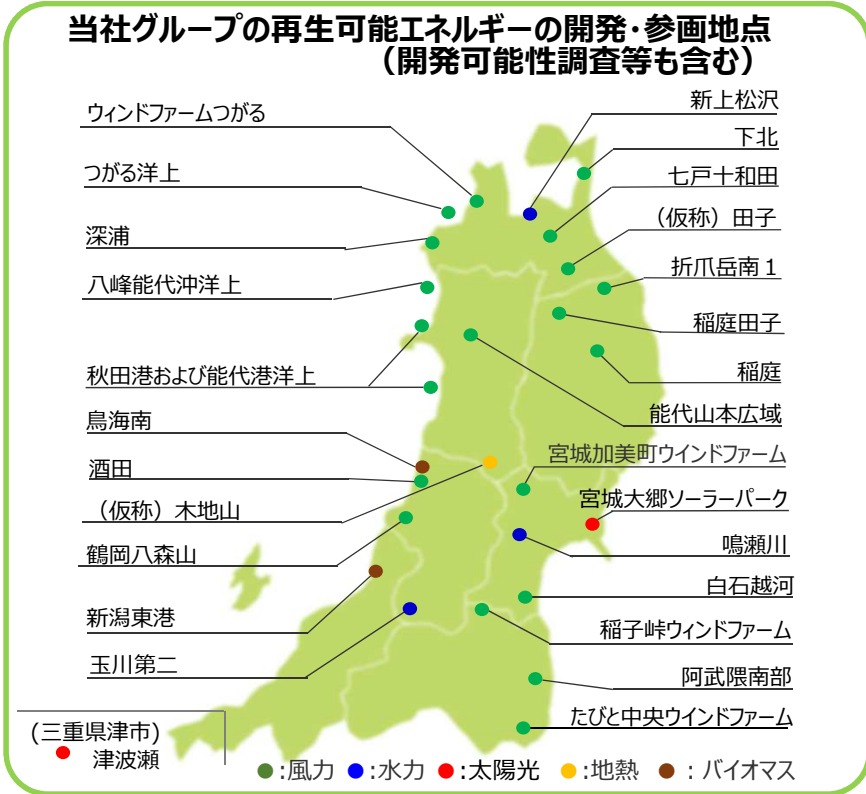 当社グループの再生可能エネルギーの開発・参画地点
（開発可能性調査等も含む）
ウィンドファームつがる
つがる洋上
深浦
八峰能代沖洋上
秋田港および能代港洋上
鳥海南
酒田
（仮称）木地山
鶴岡八森山
新潟東港
玉川第二
新上松沢
下北
七戸十和田
（仮称）田子
折爪岳南１
稲庭田子
稲庭
能代山本広域
宮城加美町ウインドファーム
宮城大郷ソーラーパーク
鳴瀬川
白石越河
稲子峠ウィンドファーム
阿武隈南部
たびと中央ウインドファーム
(三重県津市)
津波瀬
:風力 :水力 :太陽光 :地熱 : バイオマス